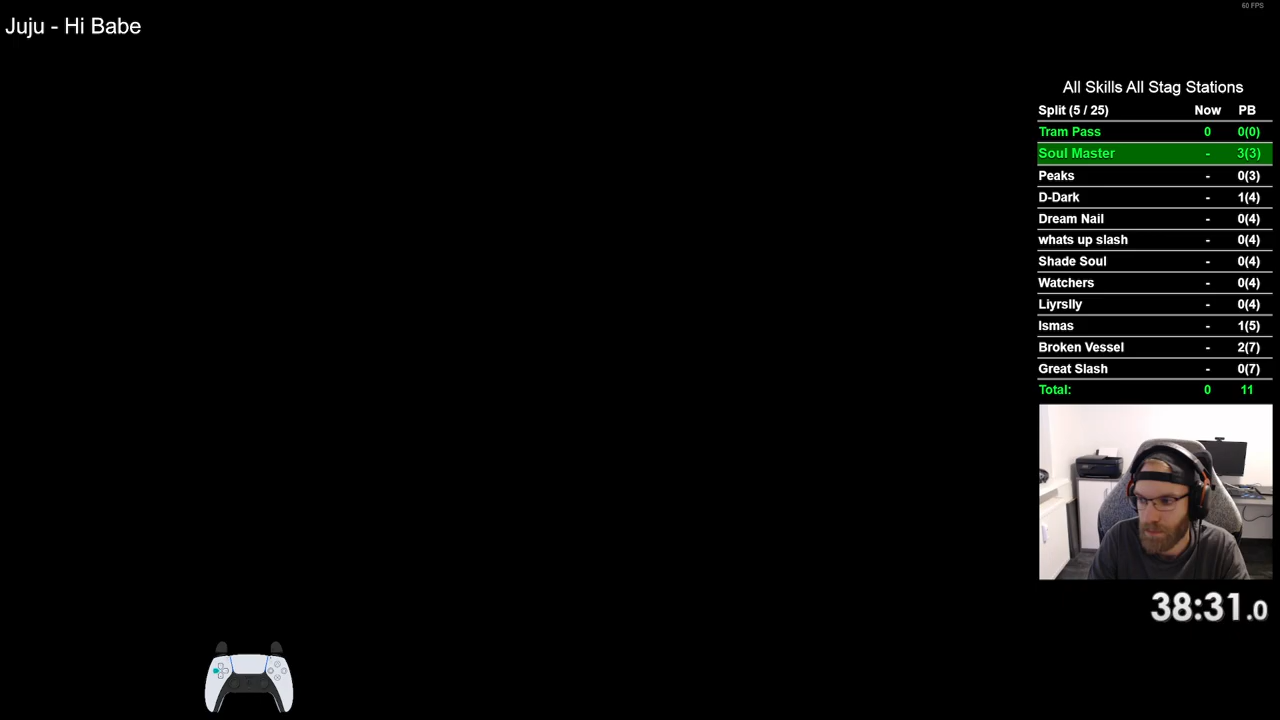 60 FPS
Juju - Hi Babe
All Skills All Stag Stations
Split (5 / 25) Now PB
Tram Pass 0 0(0)
Soul Master - 3(3)
Peaks - 0(3)
D-Dark - 1(4)
Dream Nail - 0(4)
whats up slash - 0(4)
Shade Soul - 0(4)
Watchers - 0(4)
Liyrslly - 0(4)
Ismas - 1(5)
Broken Vessel - 2(7)
Great Slash - 0(7)
Total: 0 11
38:31.0